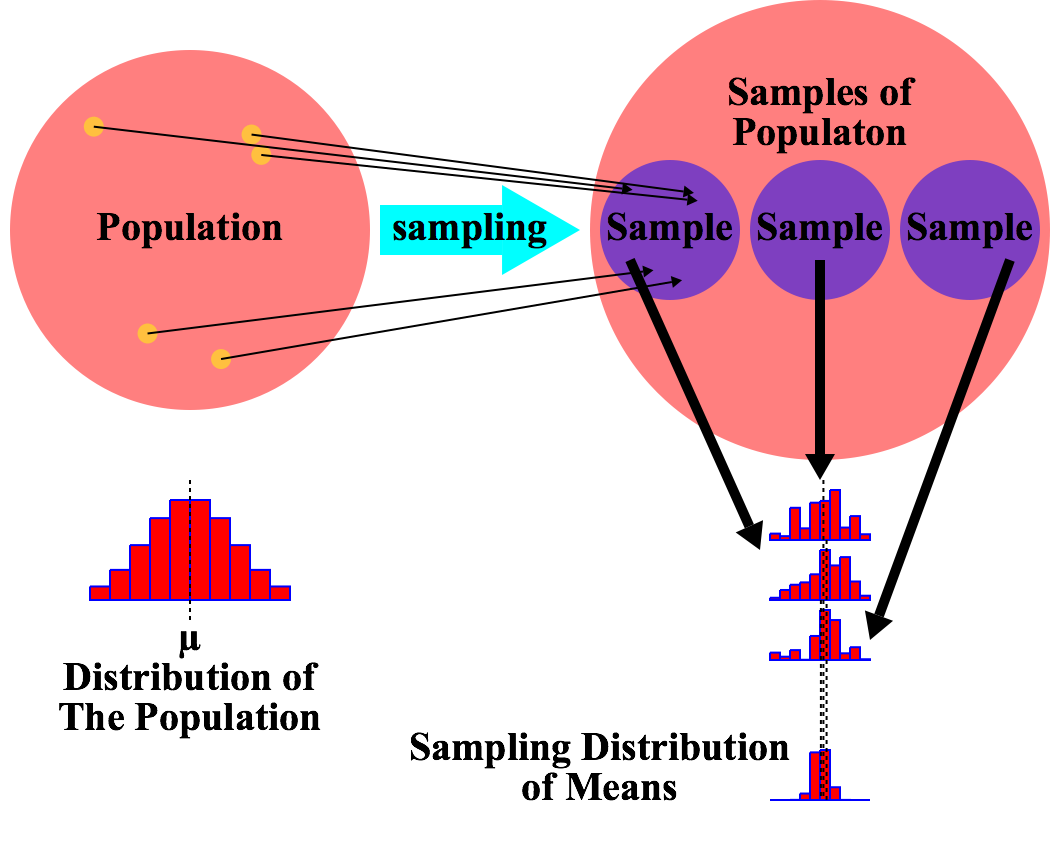 Samples of
Populaton
Population
sampling
Sample
Sample
Sample
μ
Distribution of
The Population
Sampling Distribution
of Means